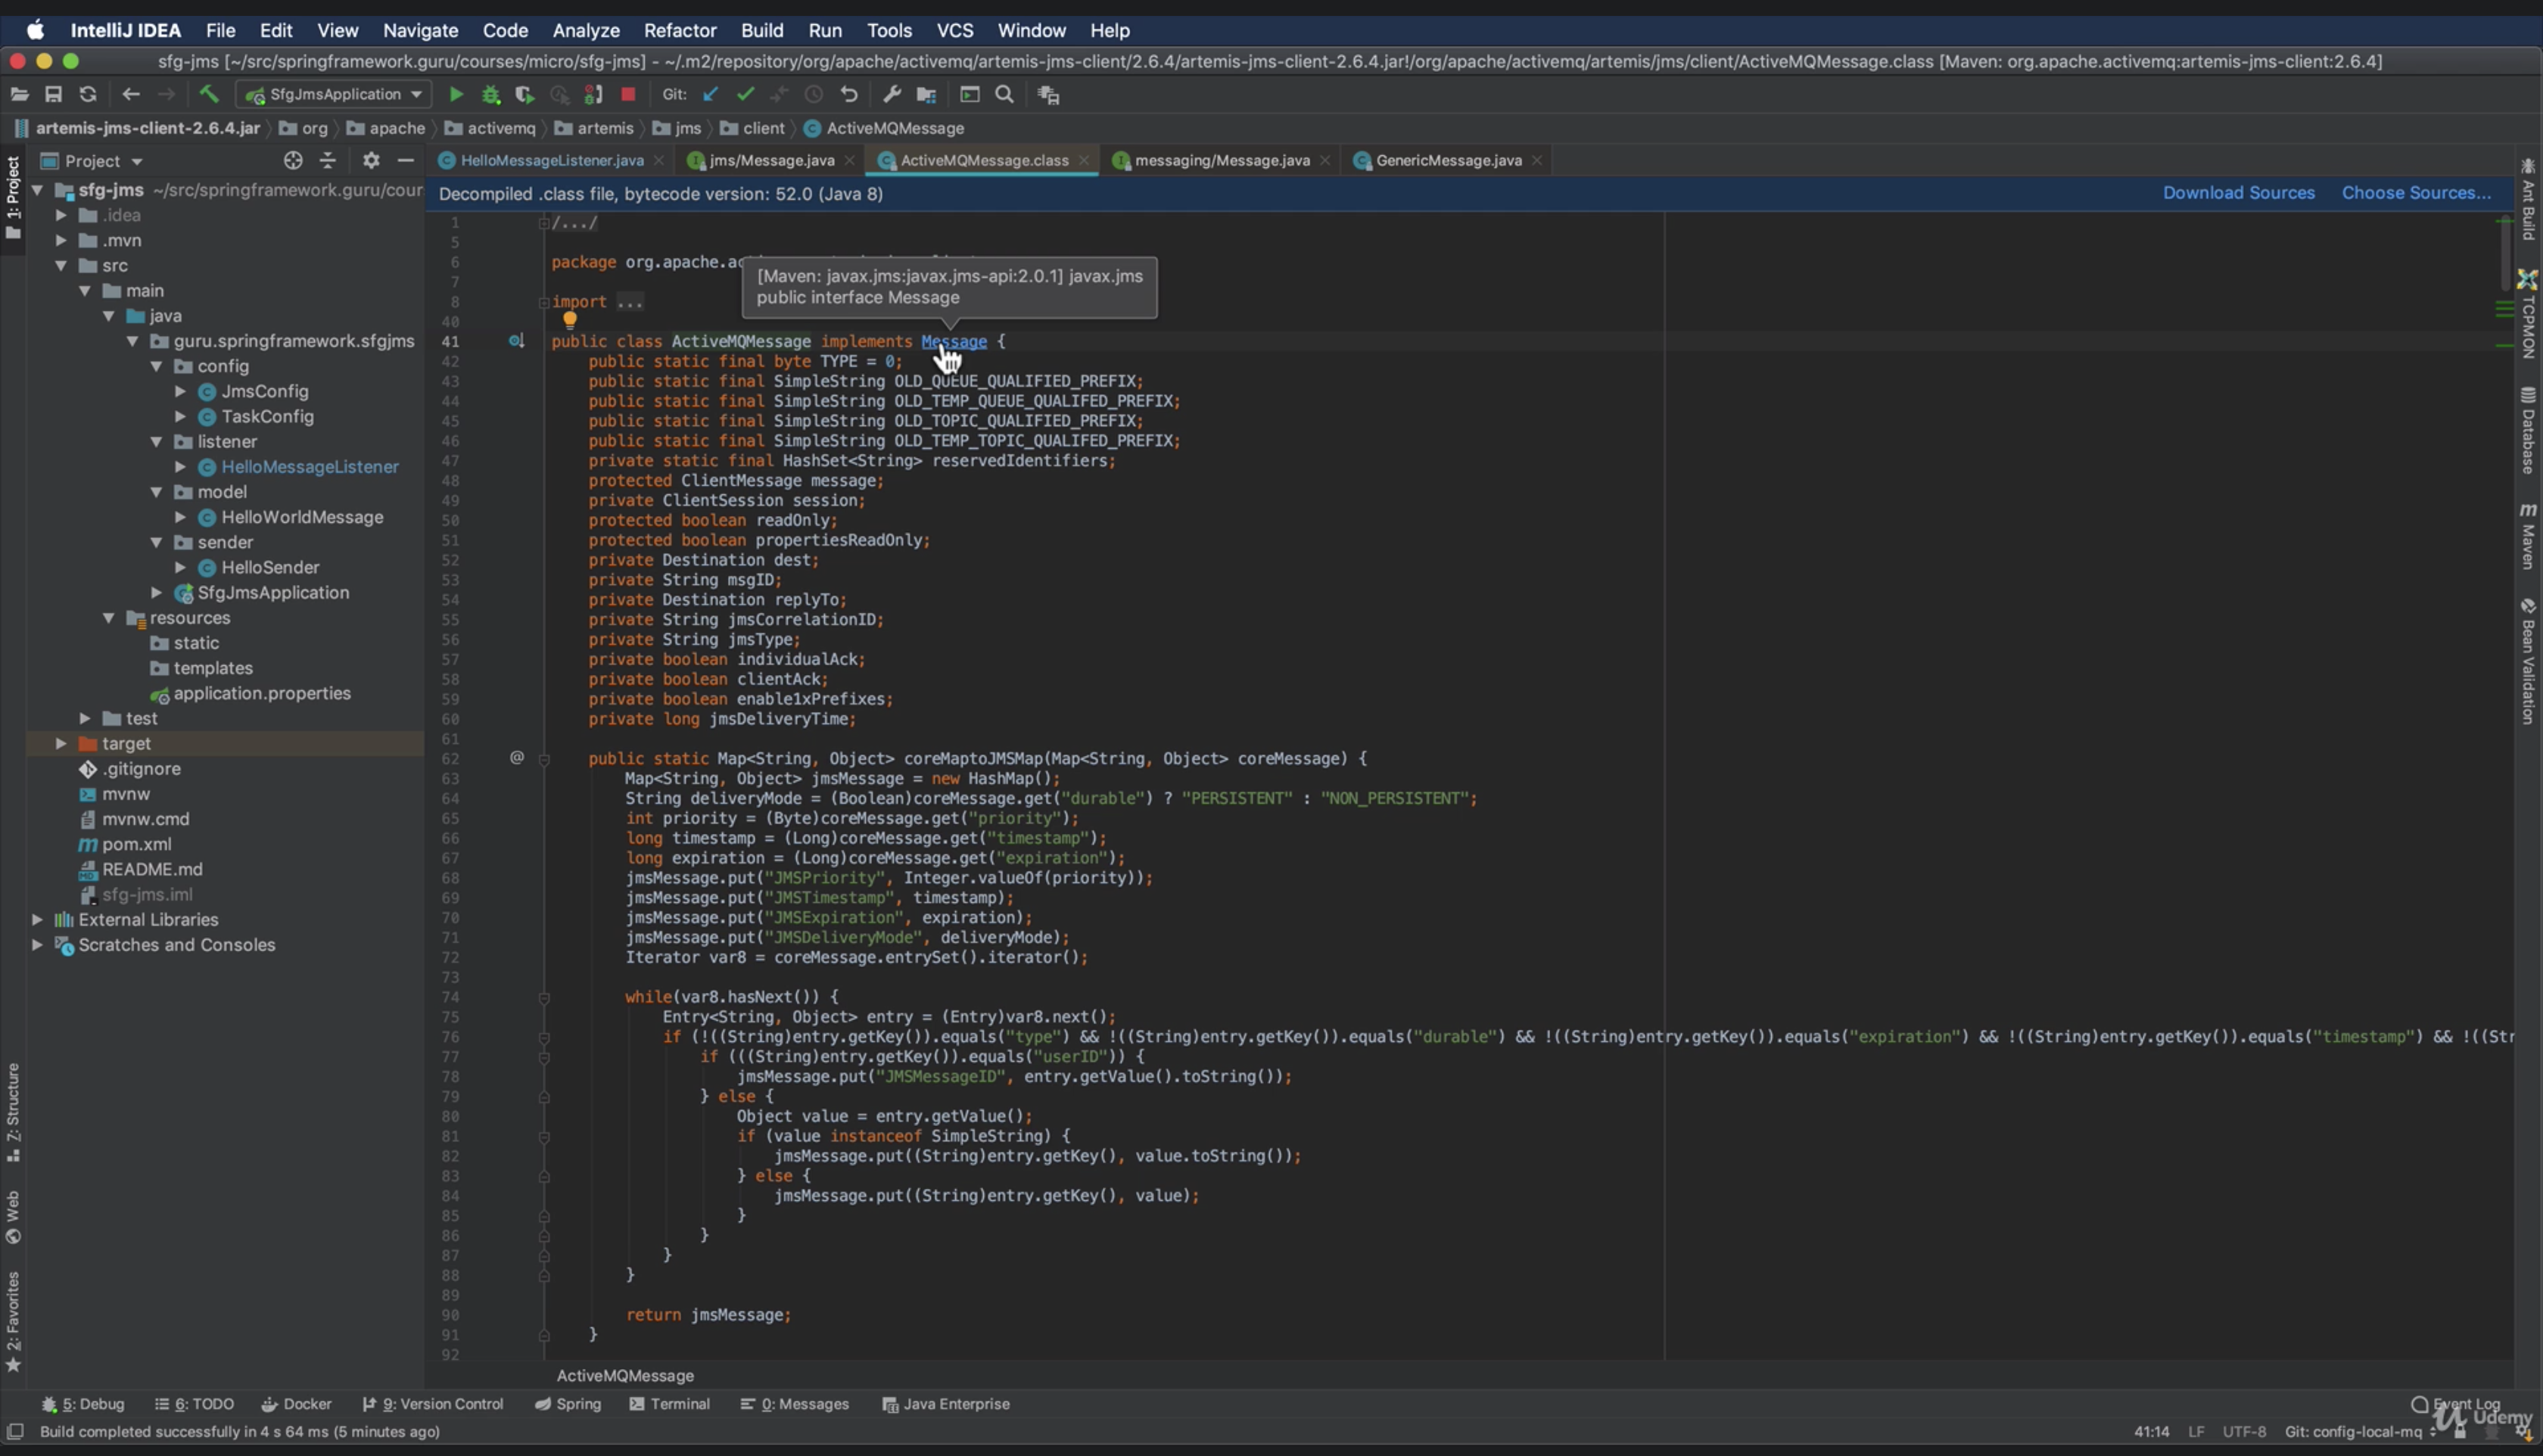 IntelliJ IDEA File Edit View Navigate Code Analyze Refactor Build Run Tools VCS Window Help
sfg-jms [~/src/springframework.guru/courses/micro/sfg-jms] - ~/.m2/repository/org/apache/activemq/artemis-jms-client/2.6.4/artemis-jms-client-2.6.4.jar!/org/apache/activemq/artemis/jms/client/ActiveMQMessage.class [Maven: org.apache.activemq:artemis-jms-client:2.6.4]
SfgJmsApplication Git:
artemis-jms-client-2.6.4.jar org apache activemq artemis jms client ActiveMQMessage
Project
HelloMessageListener.java jms/Message.java ActiveMQMessage.class messaging/Message.java GenericMessage.java
Decompiled .class file, bytecode version: 52.0 (Java 8) Download Sources Choose Sources...
1: Project
sfg-jms ~/src/springframework.guru/cour
.idea
.mvn
src
main
java
guru.springframework.sfgjms
config
JmsConfig
TaskConfig
listener
HelloMessageListener
model
HelloWorldMessage
sender
HelloSender
SfgJmsApplication
resources
static
templates
application.properties
test
target
.gitignore
mvnw
mvnw.cmd
pom.xml
README.md
sfg-jms.iml
External Libraries
Scratches and Consoles
Z: Structure
Web
2: Favorites
1 /.../
5
6 package org.apache.ac
7
8 import ...
40
[Maven: javax.jms:javax.jms-api:2.0.1] javax.jms
public interface Message
41 public class ActiveMQMessage implements Message {
42 public static final byte TYPE = 0;
43 public static final SimpleString OLD_QUEUE_QUALIFIED_PREFIX;
44 public static final SimpleString OLD_TEMP_QUEUE_QUALIFED_PREFIX;
45 public static final SimpleString OLD_TOPIC_QUALIFIED_PREFIX;
46 public static final SimpleString OLD_TEMP_TOPIC_QUALIFED_PREFIX;
47 private static final HashSet<String> reservedIdentifiers;
48 protected ClientMessage message;
49 private ClientSession session;
50 protected boolean readOnly;
51 protected boolean propertiesReadOnly;
52 private Destination dest;
53 private String msgID;
54 private Destination replyTo;
55 private String jmsCorrelationID;
56 private String jmsType;
57 private boolean individualAck;
58 private boolean clientAck;
59 private boolean enable1xPrefixes;
60 private long jmsDeliveryTime;
61
62 @ public static Map<String, Object> coreMaptoJMSMap(Map<String, Object> coreMessage) {
63 Map<String, Object> jmsMessage = new HashMap();
64 String deliveryMode = (Boolean)coreMessage.get("durable") ? "PERSISTENT" : "NON_PERSISTENT";
65 int priority = (Byte)coreMessage.get("priority");
66 long timestamp = (Long)coreMessage.get("timestamp");
67 long expiration = (Long)coreMessage.get("expiration");
68 jmsMessage.put("JMSPriority", Integer.valueOf(priority));
69 jmsMessage.put("JMSTimestamp", timestamp);
70 jmsMessage.put("JMSExpiration", expiration);
71 jmsMessage.put("JMSDeliveryMode", deliveryMode);
72 Iterator var8 = coreMessage.entrySet().iterator();
73
74 while(var8.hasNext()) {
75 Entry<String, Object> entry = (Entry)var8.next();
76 if (!((String)entry.getKey()).equals("type") && !((String)entry.getKey()).equals("durable") && !((String)entry.getKey()).equals("expiration") && !((String)entry.getKey()).equals("timestamp") && !((Str
77 if (((String)entry.getKey()).equals("userID")) {
78 jmsMessage.put("JMSMessageID", entry.getValue().toString());
79 } else {
80 Object value = entry.getValue();
81 if (value instanceof SimpleString) {
82 jmsMessage.put((String)entry.getKey(), value.toString());
83 } else {
84 jmsMessage.put((String)entry.getKey(), value);
85 }
86 }
87 }
88 }
89
90 return jmsMessage;
91 }
92
ActiveMQMessage
Ant Build
TCPMON
Database
Maven
Bean Validation
5: Debug 6: TODO Docker 9: Version Control Spring Terminal 0: Messages Java Enterprise Event Log
Build completed successfully in 4 s 64 ms (5 minutes ago) 41:14 LF UTF-8 Git: config-local-mq
Udemy